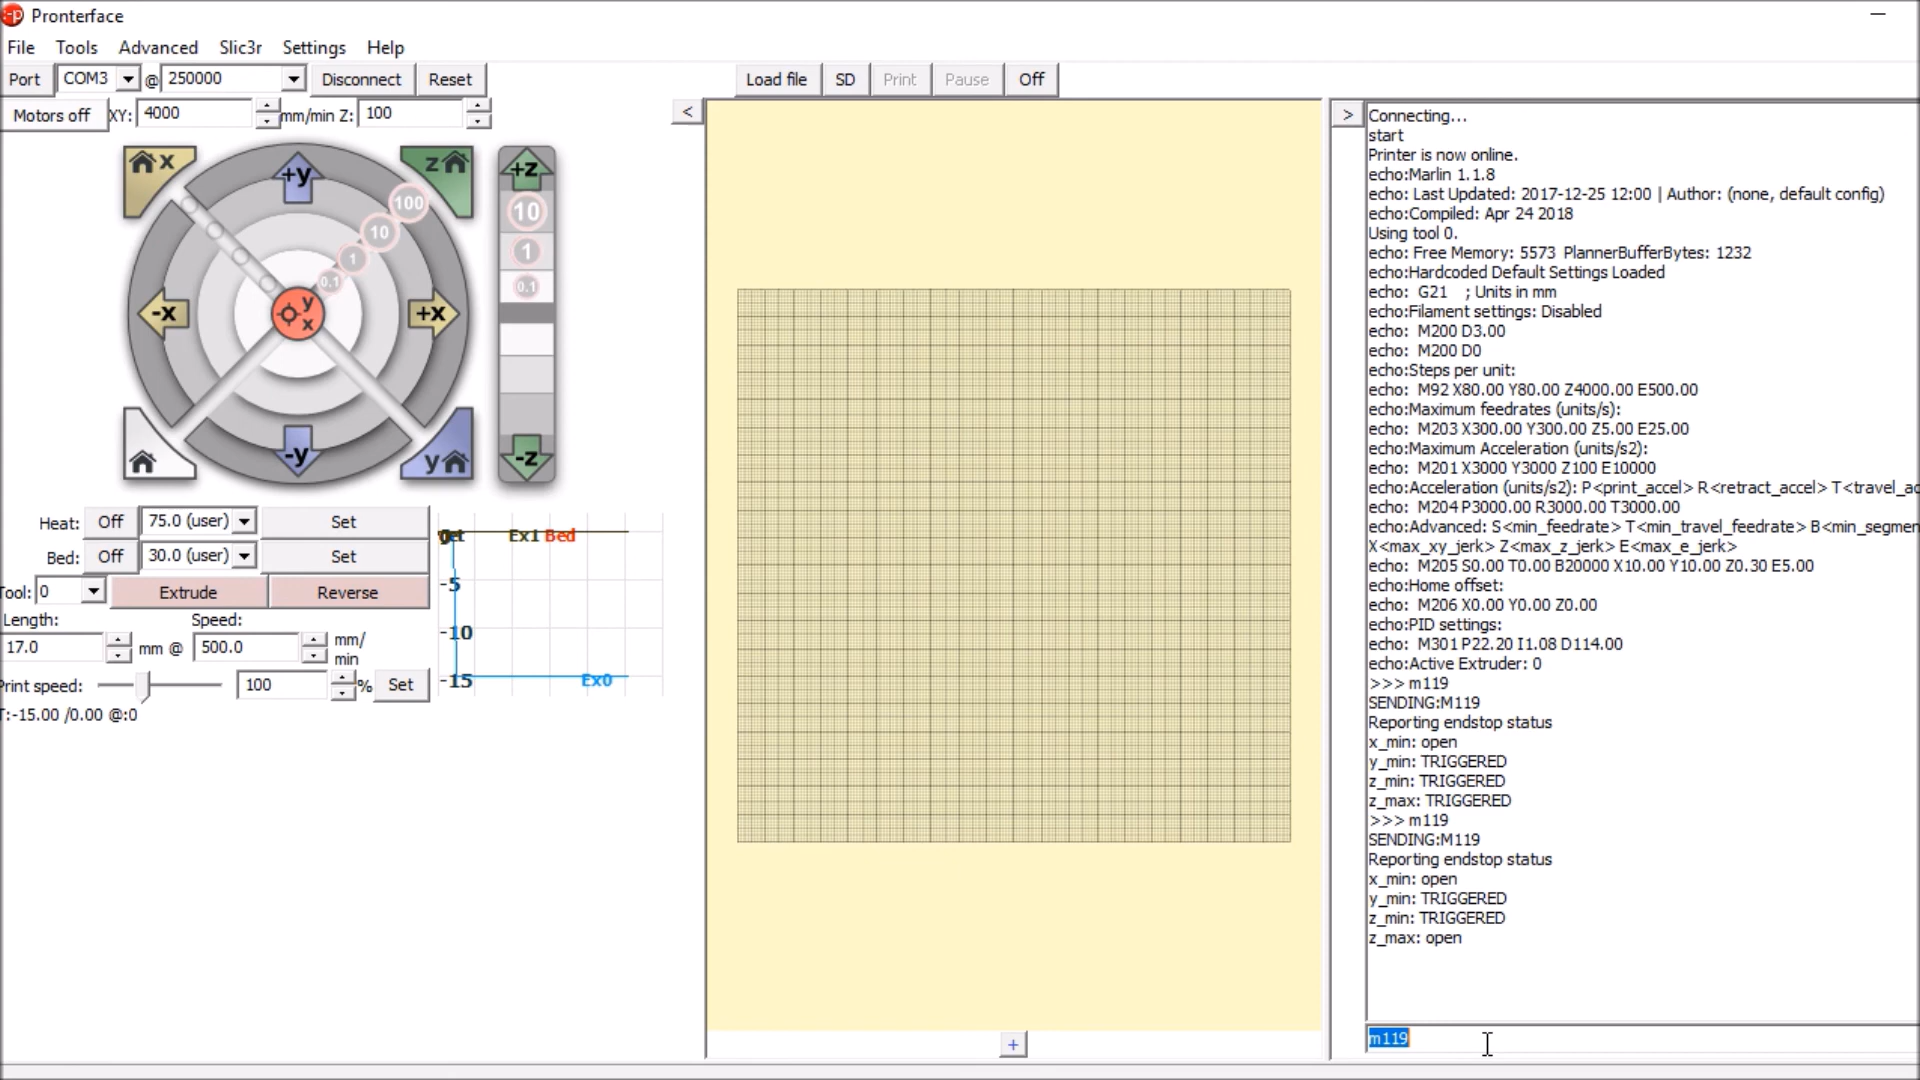 Pronterface
File Tools Advanced Slic3r Settings Help
Port COM3 @ 250000 Disconnect Reset Load file SD Print Pause Off
Motors off XY: 4000 mm/min Z: 100 <
x z
+y
100
10
1
0.1
-x y x +x
-y
y
+z
10
1
0.1
-z
Heat: Off 75.0 (user) Set
Bed: Off 30.0 (user) Set
Tool: 0 Extrude Reverse
Length: Speed:
17.0 mm @ 500.0 mm/
min
Print speed: 100 % Set
T:-15.00 /0.00 @:0
Ex1 Bed
-5
-10
-15 Ex0
+
>
Connecting...
start
Printer is now online.
echo:Marlin 1.1.8
echo: Last Updated: 2017-12-25 12:00 | Author: (none, default config)
echo:Compiled: Apr 24 2018
Using tool 0.
echo: Free Memory: 5573 PlannerBufferBytes: 1232
echo:Hardcoded Default Settings Loaded
echo: G21 ; Units in mm
echo:Filament settings: Disabled
echo: M200 D3.00
echo: M200 D0
echo:Steps per unit:
echo: M92 X80.00 Y80.00 Z4000.00 E500.00
echo:Maximum feedrates (units/s):
echo: M203 X300.00 Y300.00 Z5.00 E25.00
echo:Maximum Acceleration (units/s2):
echo: M201 X3000 Y3000 Z100 E10000
echo:Acceleration (units/s2): P<print_accel> R<retract_accel> T<travel_ac
echo: M204 P3000.00 R3000.00 T3000.00
echo:Advanced: S<min_feedrate> T<min_travel_feedrate> B<min_segmen
X<max_xy_jerk> Z<max_z_jerk> E<max_e_jerk>
echo: M205 S0.00 T0.00 B20000 X10.00 Y10.00 Z0.30 E5.00
echo:Home offset:
echo: M206 X0.00 Y0.00 Z0.00
echo:PID settings:
echo: M301 P22.20 I1.08 D114.00
echo:Active Extruder: 0
>>> m119
SENDING:M119
Reporting endstop status
x_min: open
y_min: TRIGGERED
z_min: TRIGGERED
z_max: TRIGGERED
>>> m119
SENDING:M119
Reporting endstop status
x_min: open
y_min: TRIGGERED
z_min: TRIGGERED
z_max: open
m119